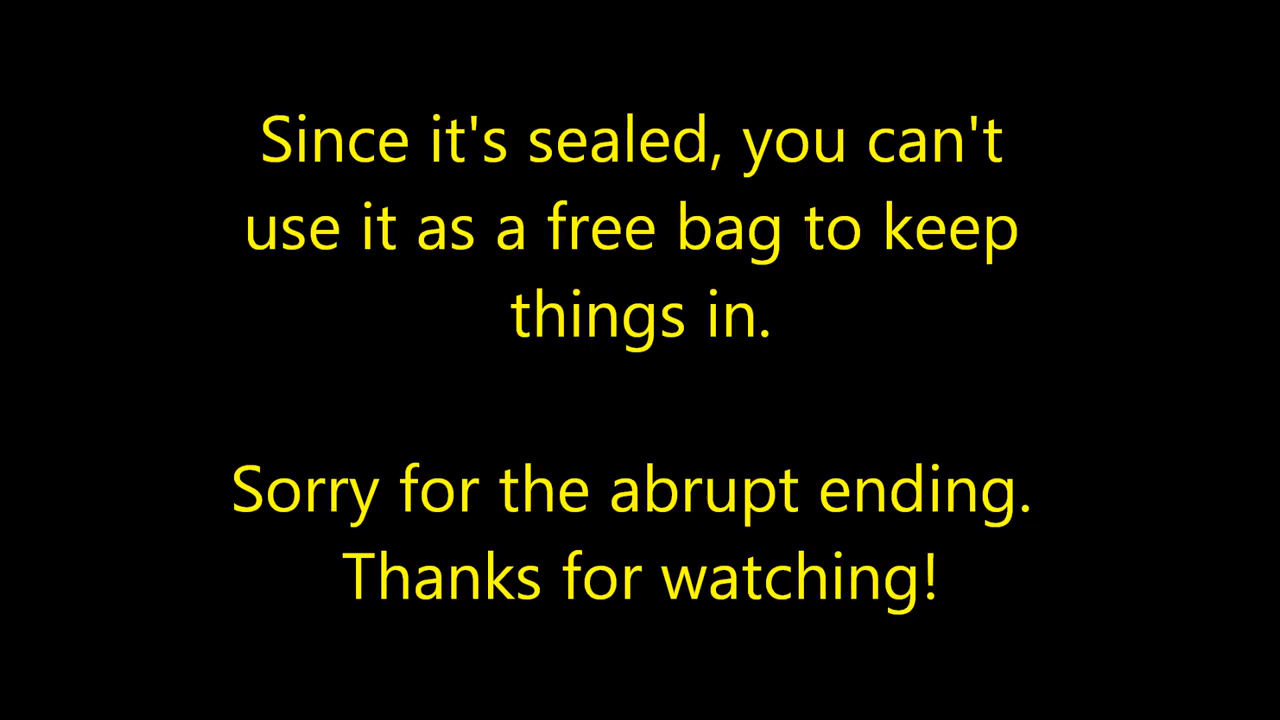 Since it's sealed, you can't
use it as a free bag to keep
things in.
Sorry for the abrupt ending.
Thanks for watching!